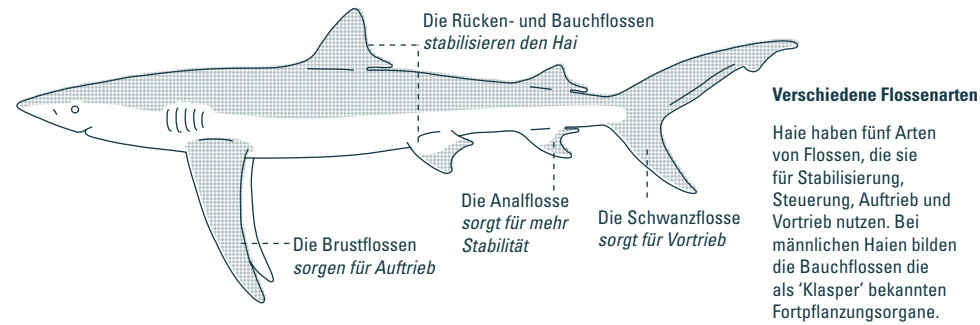 Die Rücken- und Bauchflossen
stabilisieren den Hai
Die Brustflossen
sorgen für Auftrieb
Die Analflosse
sorgt für mehr
Stabilität
Die Schwanzflosse
sorgt für Vortrieb
Verschiedene Flossenarten
Haie haben fünf Arten
von Flossen, die sie
für Stabilisierung,
Steuerung, Auftrieb und
Vortrieb nutzen. Bei
männlichen Haien bilden
die Bauchflossen die
als ‘Klasper’ bekannten
Fortpflanzungsorgane.